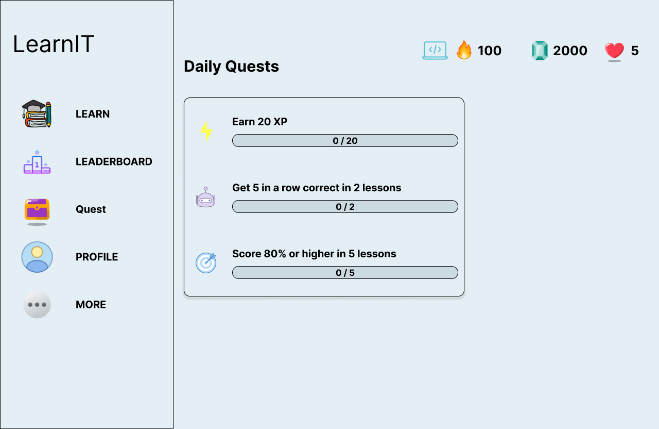 LearnIT
LEARN
LEADERBOARD
Quest
PROFILE
MORE
</> 100 2000 5
Daily Quests
Earn 20 XP
0 / 20
Get 5 in a row correct in 2 lessons
0 / 2
Score 80% or higher in 5 lessons
0 / 5
1